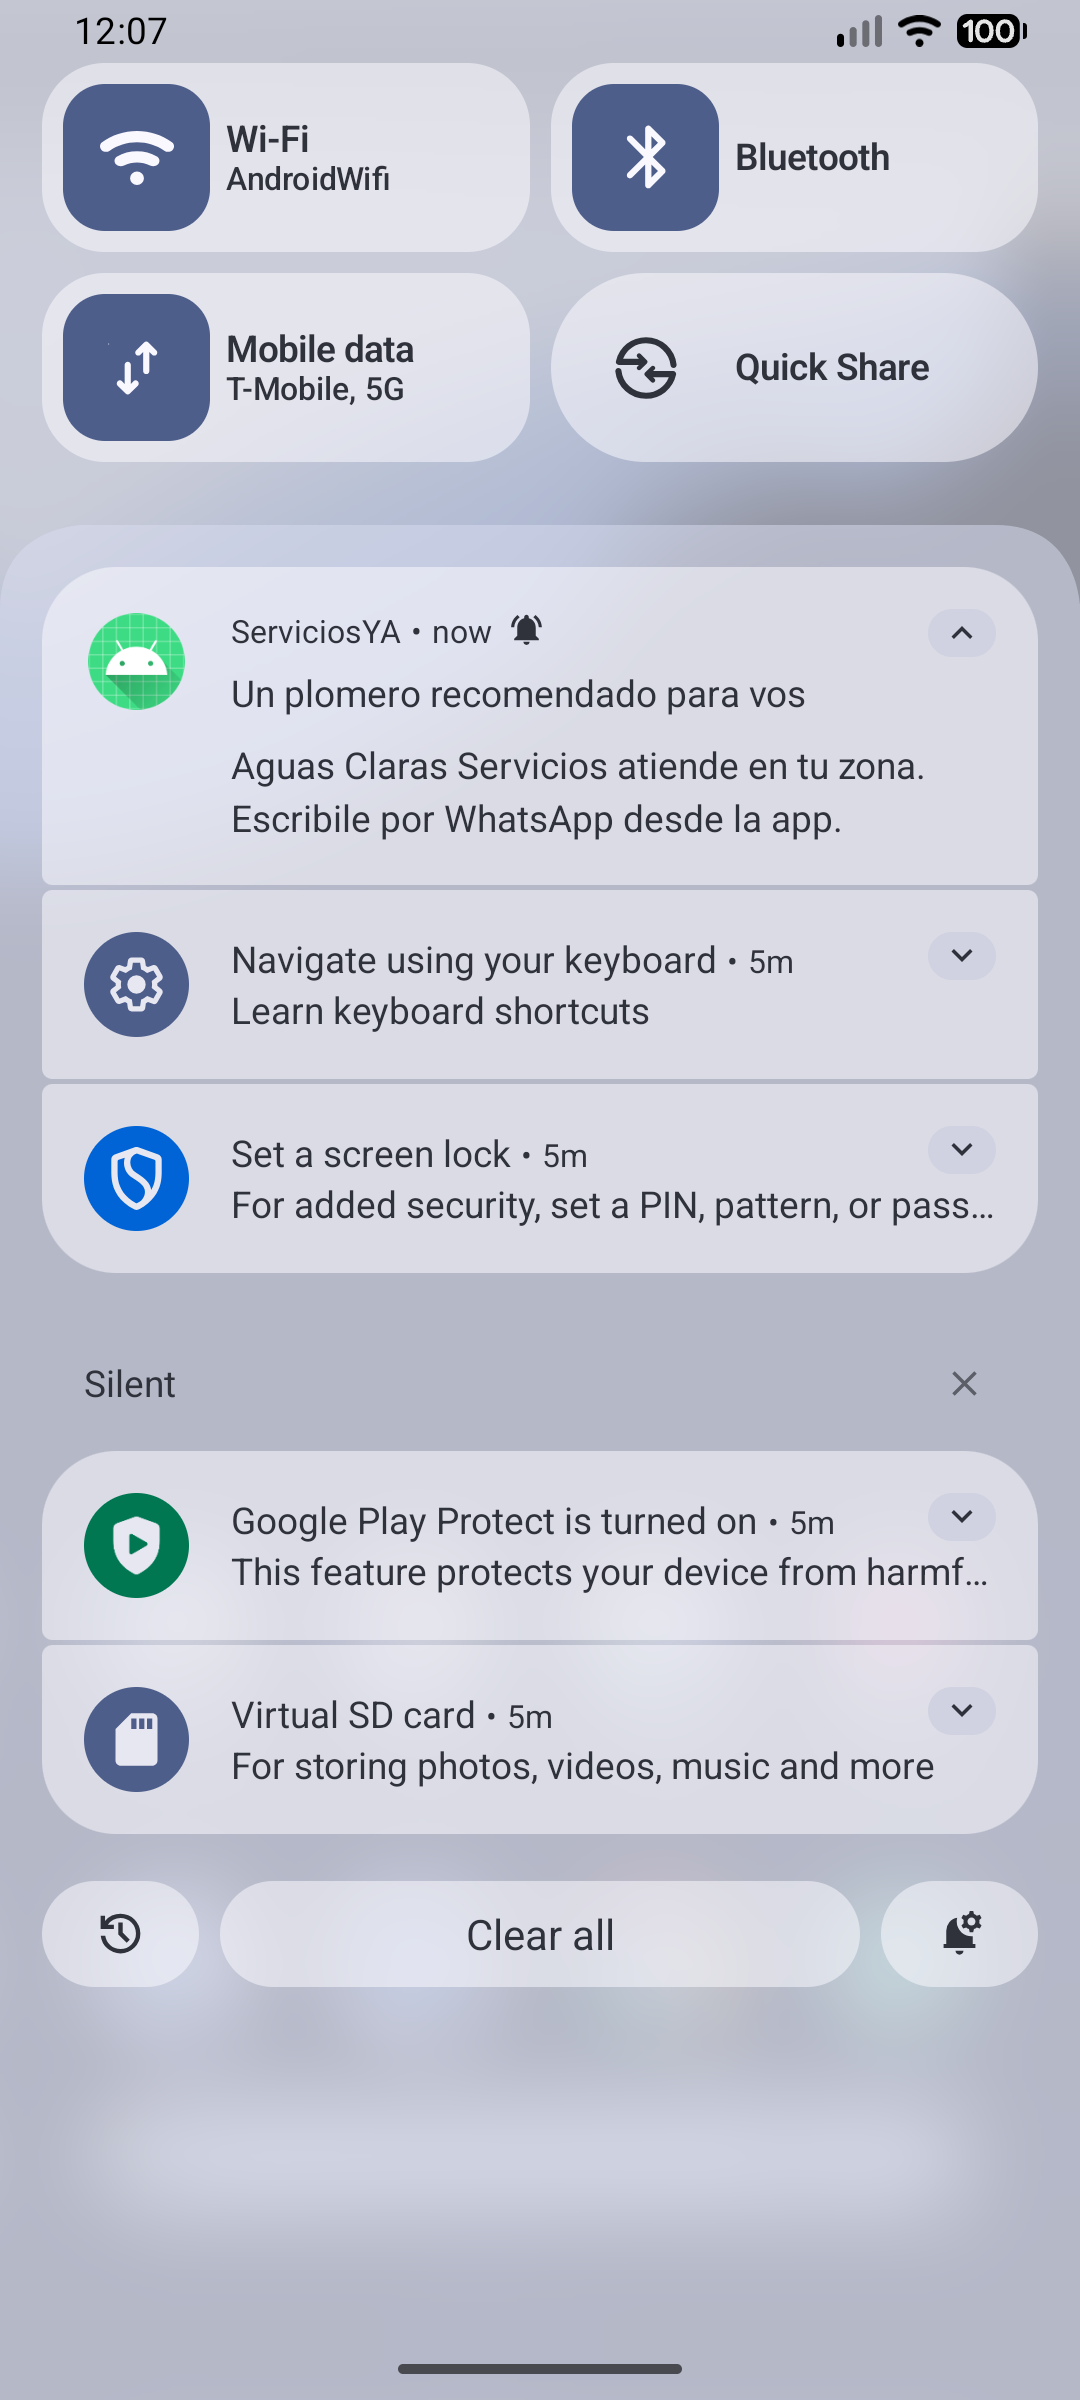 12:07
100
Wi-Fi
AndroidWifi
Bluetooth
Mobile data
T-Mobile, 5G
Quick Share
ServiciosYA • now
Un plomero recomendado para vos
Aguas Claras Servicios atiende en tu zona.
Escribile por WhatsApp desde la app.
Navigate using your keyboard • 5m
Learn keyboard shortcuts
Set a screen lock • 5m
For added security, set a PIN, pattern, or pass…
Silent
Google Play Protect is turned on • 5m
This feature protects your device from harmf…
Virtual SD card • 5m
For storing photos, videos, music and more
Clear all